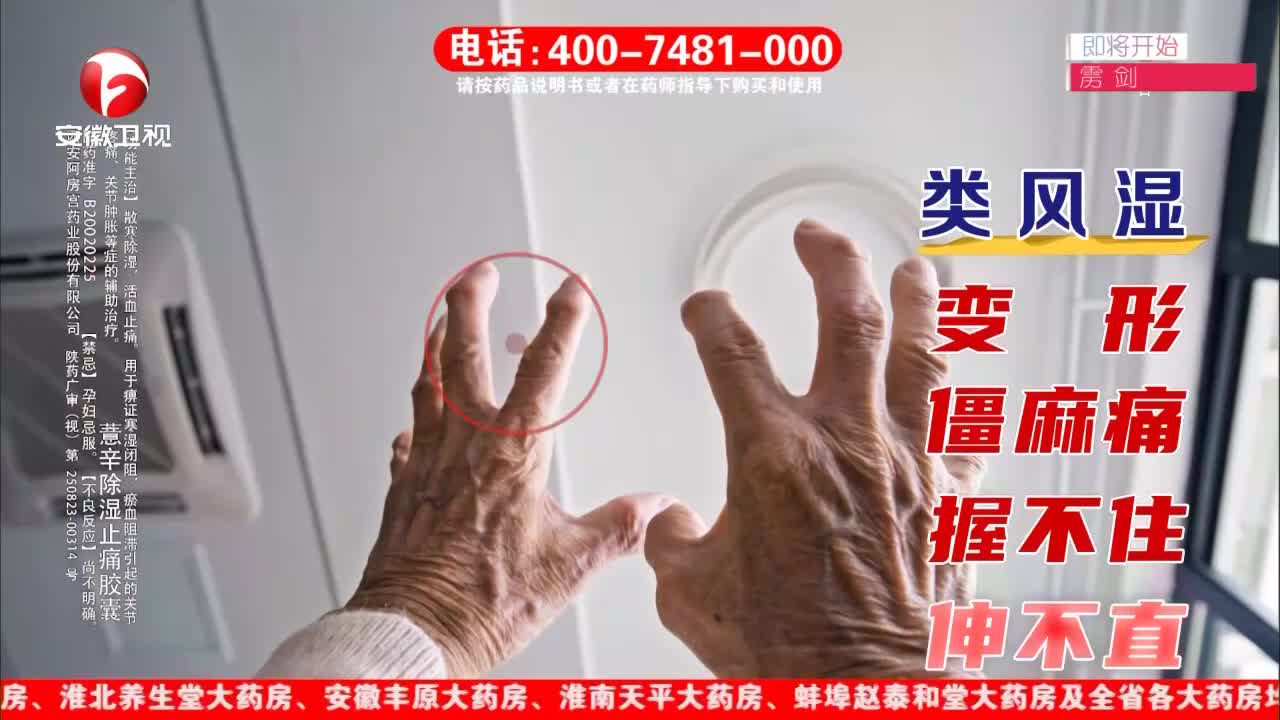 电话:400-7481-000
请按药品说明书或者在药师指导下购买和使用
即将开始
雳 剑
安徽卫视
类风湿
变 形
僵麻痛
握不住
伸不直
功能主治】散寒除湿,活血止痛。用于痹证寒湿闭阻,瘀血阻滞引起的关节
疼痛、关节肿胀等症的辅助治疗。
薏辛除湿止痛胶囊
药准字 B20020225 【禁忌】孕妇忌服。【不良反应】尚不明确。
西安阿房宫药业股份有限公司 陕药广审(视)第 250823-00314 号
房、淮北养生堂大药房、安徽丰原大药房、淮南天平大药房、蚌埠赵泰和堂大药房及全省各大药房